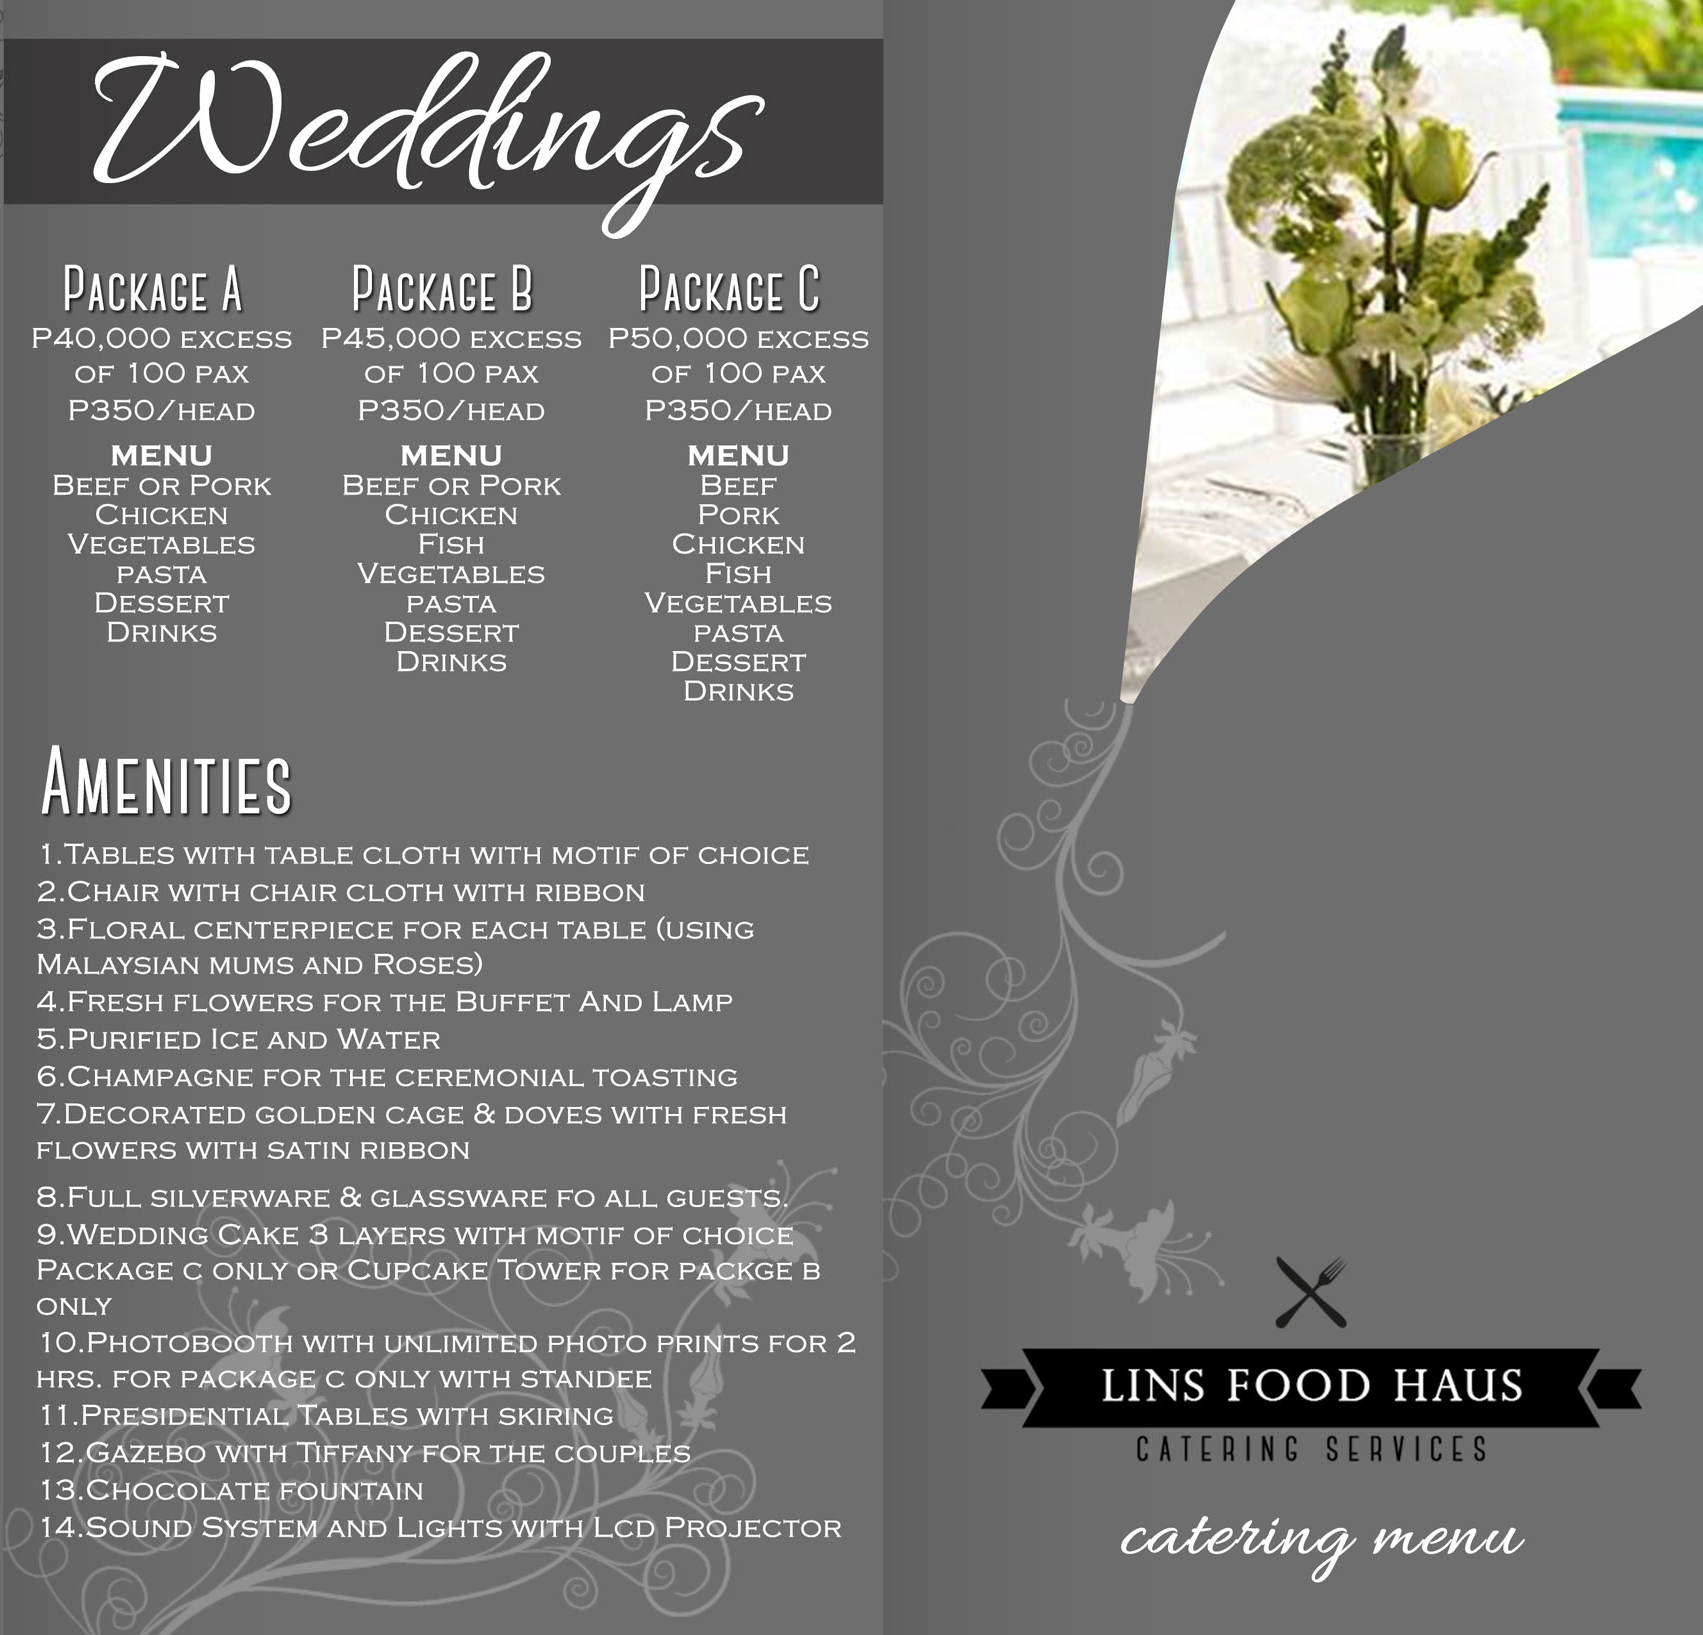 Weddings
Package A
P40,000 excess
of 100 pax
P350/head
MENU
Beef or Pork
Chicken
Vegetables
pasta
Dessert
Drinks
Package B
P45,000 excess
of 100 pax
P350/head
MENU
Beef or Pork
Chicken
Fish
Vegetables
pasta
Dessert
Drinks
Package C
P50,000 excess
of 100 pax
P350/head
MENU
Beef
Pork
Chicken
Fish
Vegetables
pasta
Dessert
Drinks
Amenities
1.Tables with table cloth with motif of choice
2.Chair with chair cloth with ribbon
3.Floral centerpiece for each table (using
Malaysian mums and Roses)
4.Fresh flowers for the Buffet And Lamp
5.Purified Ice and Water
6.Champagne for the ceremonial toasting
7.Decorated golden cage & doves with fresh
flowers with satin ribbon
8.Full silverware & glassware fo all guests.
9.Wedding Cake 3 layers with motif of choice
Package c only or Cupcake Tower for packge b
only
10.Photobooth with unlimited photo prints for 2
hrs. for package c only with standee
11.Presidential Tables with skiring
12.Gazebo with Tiffany for the couples
13.Chocolate fountain
14.Sound System and Lights with Lcd Projector
LINS FOOD HAUS
CATERING SERVICES
catering menu